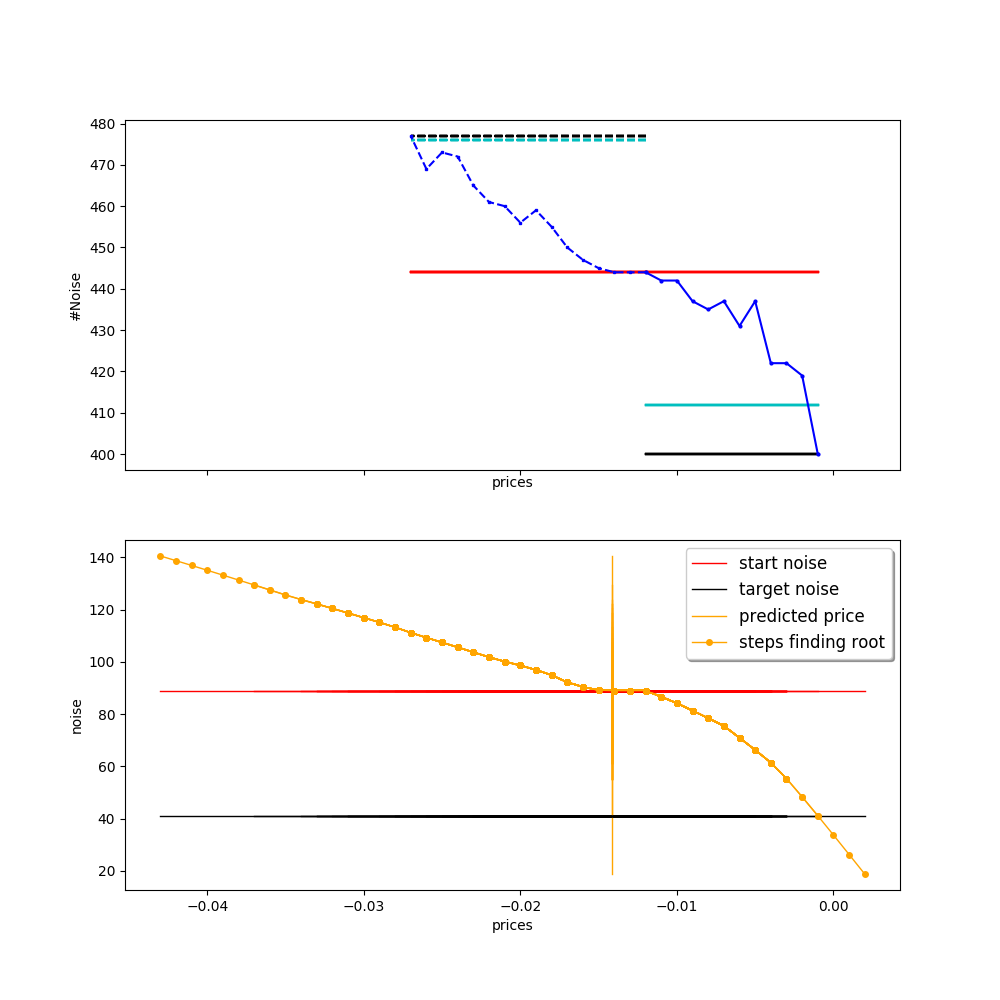 480
470
460
450
440
430
420
410
400
#Noise
prices
140
120
100
80
60
40
20
noise
start noise
target noise
predicted price
steps finding root
−0.04 −0.03 −0.02 −0.01 0.00
prices